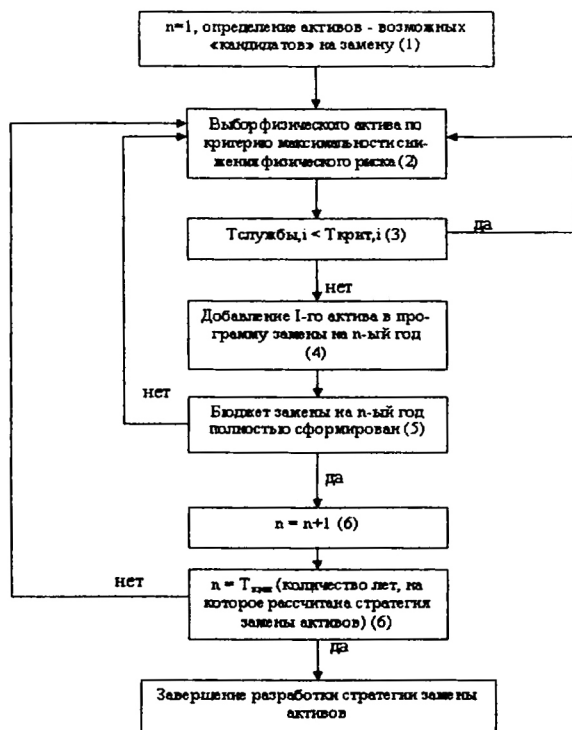 n=1, определение активов - возможных
«кандидатов» на замену (1)
Выбор физического актива по
критерию максимальности сни-
жения физического риска (2)
Tслужбы,i < Tкрит,i (3)
да
нет
Добавление I-го актива в про-
грамму замены на n-ый год
(4)
нет
Бюджет замены на n-ый год
полностью сформирован (5)
да
n = n+1 (6)
нет
n = T (количество лет, на
которое рассчитана стратегия
замены активов) (6)
да
Завершение разработки стратегии замены
активов